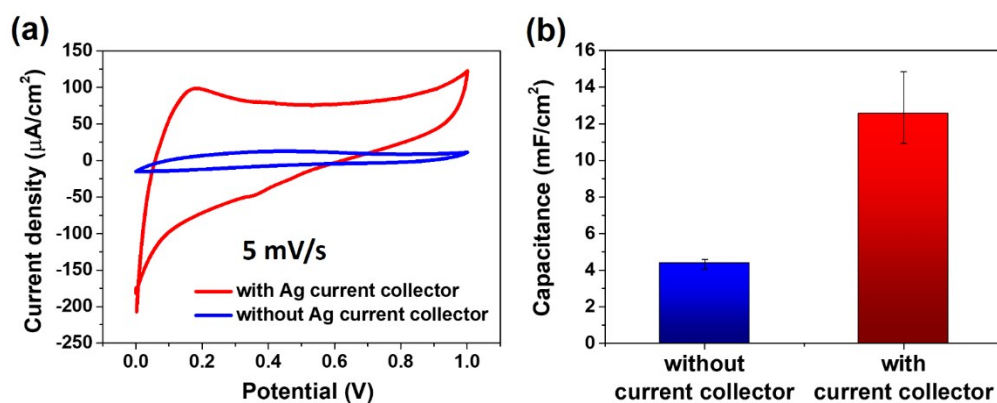 (a)
Current density (μA/cm²)
150
100
50
0
-50
-100
-150
-200
-250
5 mV/s
with Ag current collector
without Ag current collector
0.0 0.2 0.4 0.6 0.8 1.0
Potential (V)
(b)
Capacitance (mF/cm²)
16
14
12
10
8
6
4
2
0
without
current collector
with
current collector